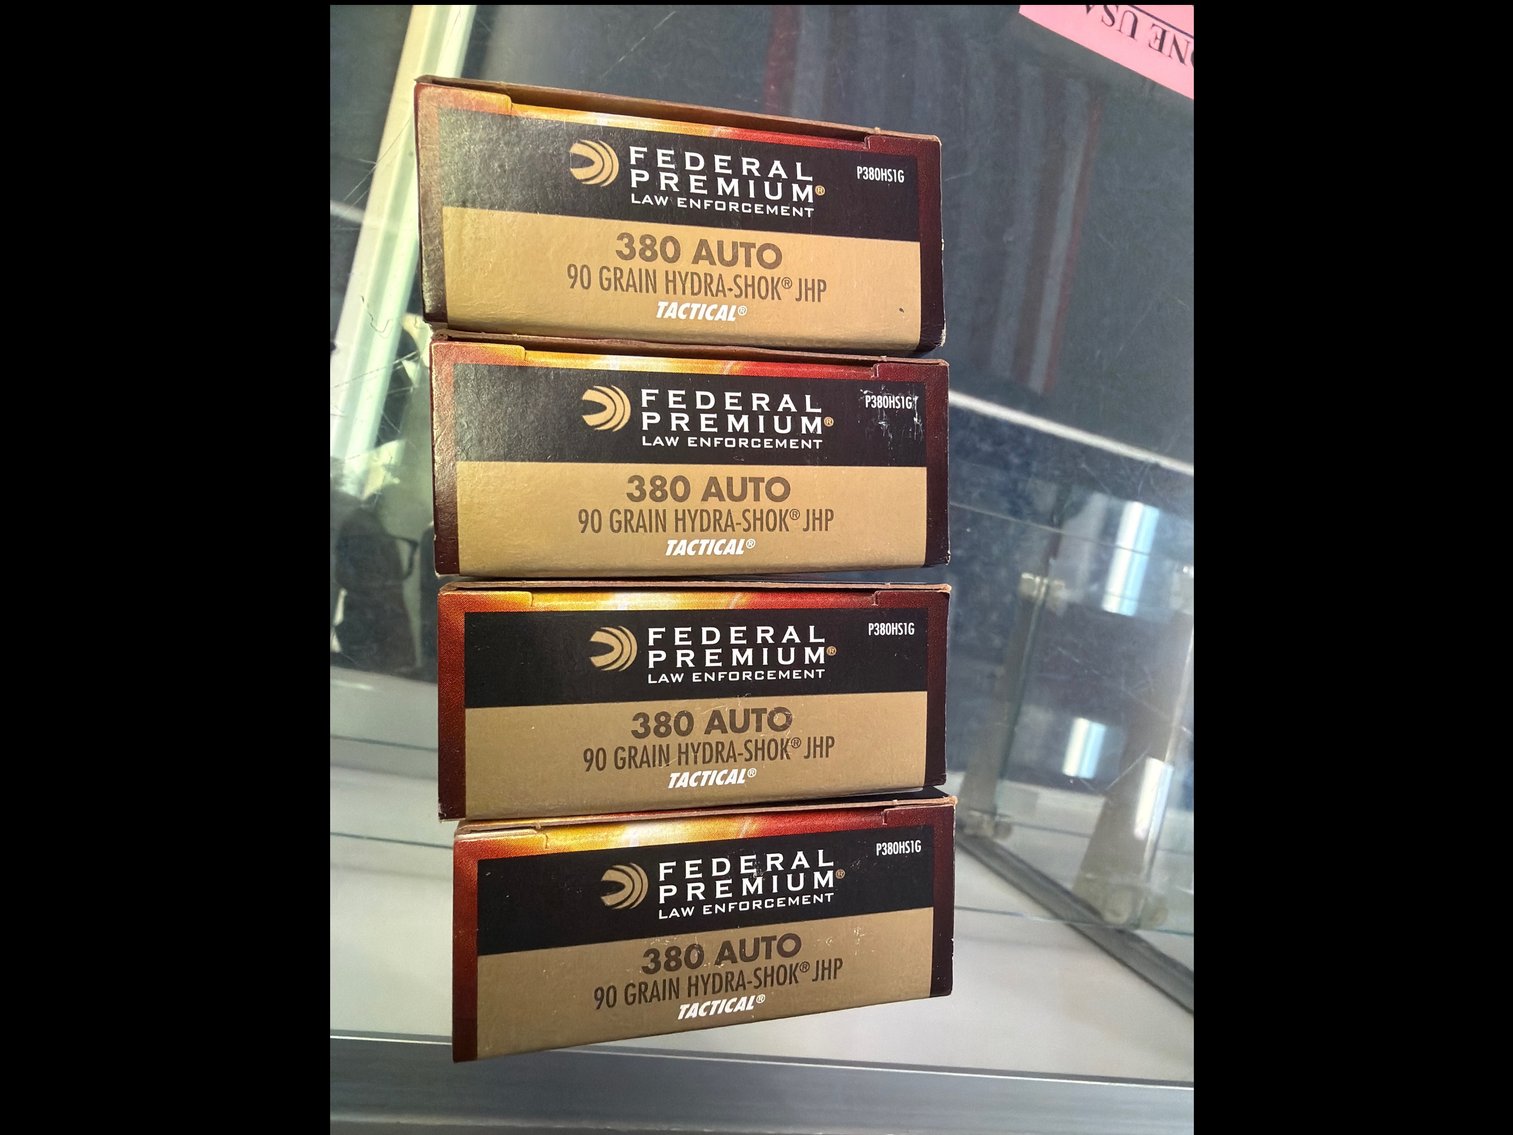 ONE USA
FEDERAL
PREMIUM®
LAW ENFORCEMENT
P380HS1G
380 AUTO
90 GRAIN HYDRA-SHOK® JHP
TACTICAL®
FEDERAL
PREMIUM®
LAW ENFORCEMENT
P380HS1G
380 AUTO
90 GRAIN HYDRA-SHOK® JHP
TACTICAL®
FEDERAL
PREMIUM®
LAW ENFORCEMENT
P380HS1G
380 AUTO
90 GRAIN HYDRA-SHOK® JHP
TACTICAL®
FEDERAL
PREMIUM®
LAW ENFORCEMENT
P380HS1G
380 AUTO
90 GRAIN HYDRA-SHOK® JHP
TACTICAL®